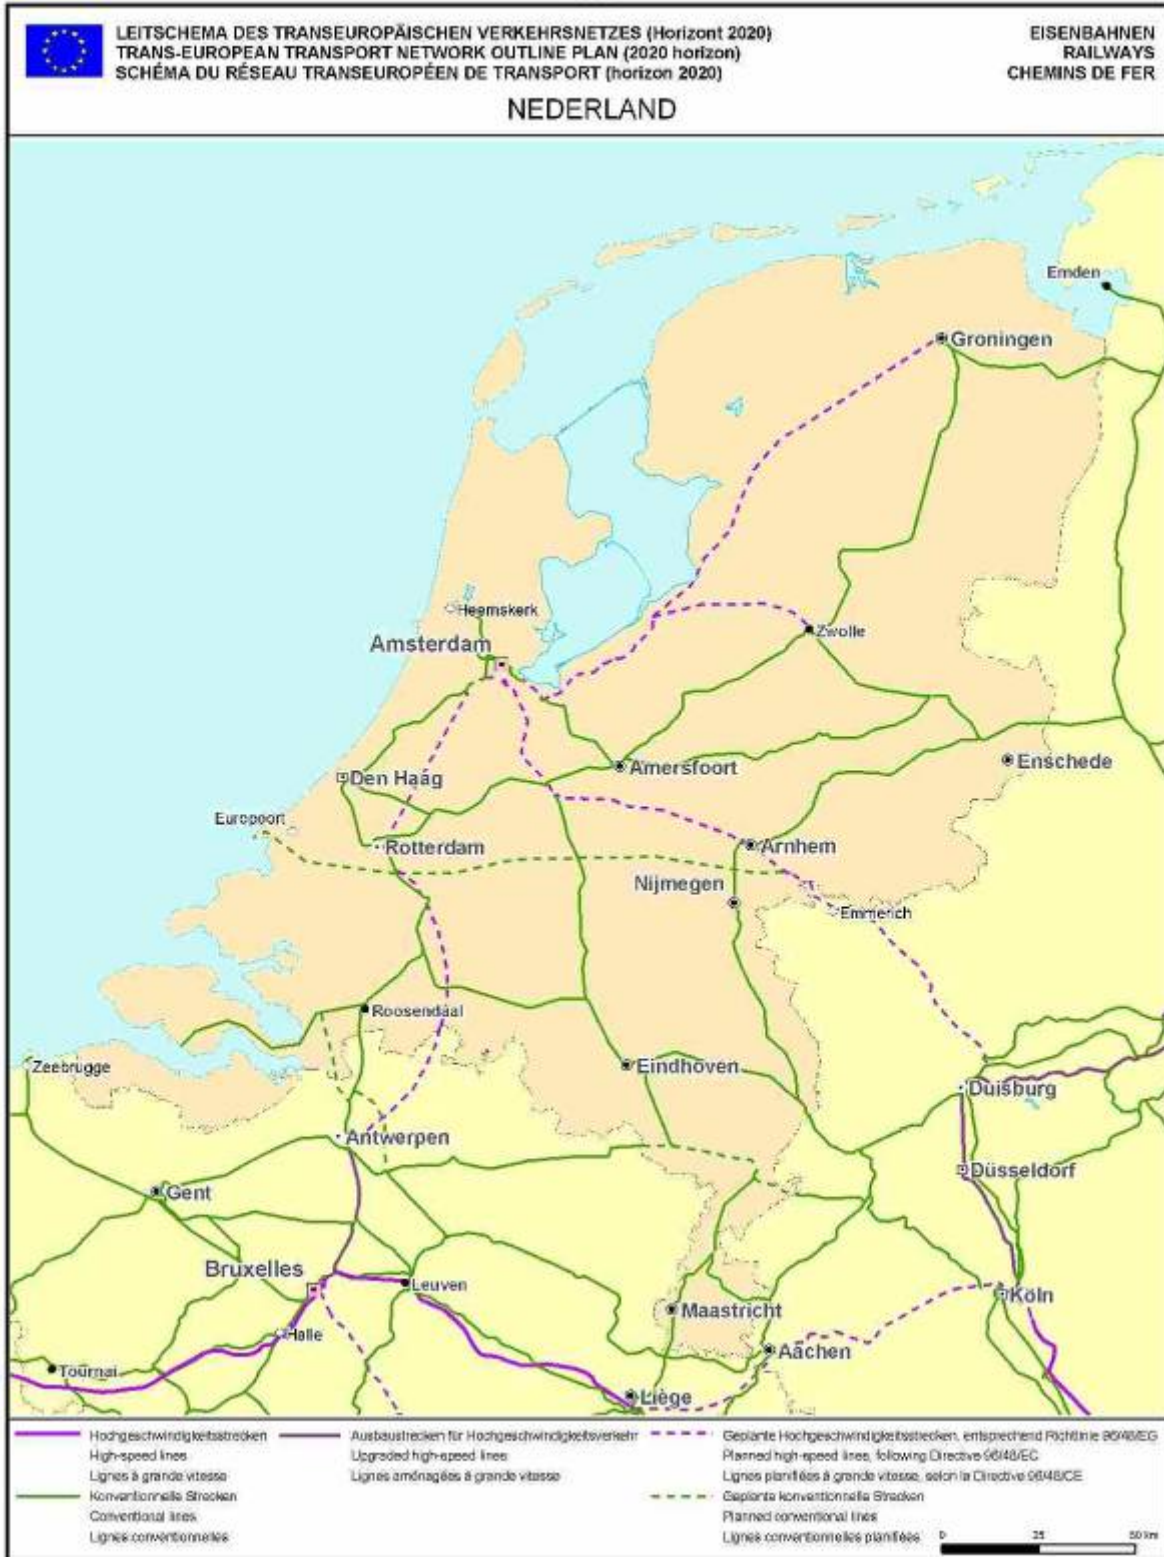 LEITSCHEMA DES TRANSEUROPÄISCHEN VERKEHRSNETZES (Horizont 2020)
TRANS-EUROPEAN TRANSPORT NETWORK OUTLINE PLAN (2020 horizon)
SCHÉMA DU RÉSEAU TRANSEUROPÉEN DE TRANSPORT (horizon 2020)
EISENBAHNEN
RAILWAYS
CHEMINS DE FER
NEDERLAND
Emden
Groningen
Heemskerk
Zwolle
Amsterdam
Enschede
Amersfoort
Den Haag
Europoort
Rotterdam
Arnhem
Nijmegen
Emmerich
Roosendaal
Zeebrugge
Eindhoven
Duisburg
Antwerpen
Düsseldorf
Gent
Bruxelles
Leuven
Köln
Maastricht
Halle
Aachen
Tournai
Liège
Hochgeschwindigkeitsstrecken
High-speed lines
Lignes à grande vitesse
Konventionnelle Strecken
Conventional lines
Lignes conventionnelles
Ausbaustrecken für Hochgeschwindigkeitsverkehr
Upgraded high-speed lines
Lignes aménagées à grande vitesse
Geplante Hochgeschwindigkeitsstrecken, entsprechend Richtlinie 96/48/EG
Planned high-speed lines, following Directive 96/48/EC
Lignes planifiées à grande vitesse, selon la Directive 96/48/CE
Geplante konventionelle Strecken
Planned conventional lines
Lignes conventionnelles planifiées
0 25 50 km